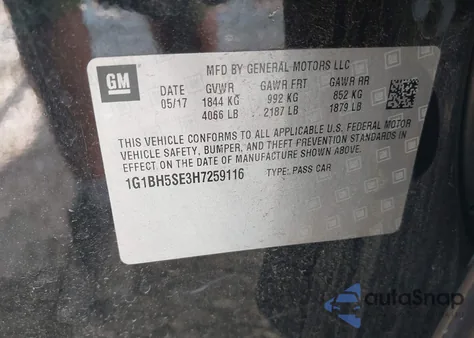 MFD BY GENERAL MOTORS LLC
GM
DATE GVWR GAWR FRT GAWR RR
05/17 1844 KG 992 KG 852 KG
4066 LB 2187 LB 1879 LB
THIS VEHICLE CONFORMS TO ALL APPLICABLE U.S. FEDERAL MOTOR
VEHICLE SAFETY, BUMPER, AND THEFT PREVENTION STANDARDS IN
EFFECT ON THE DATE OF MANUFACTURE SHOWN ABOVE.
1G1BH5SE3H7259116 TYPE: PASS CAR
autoSnap